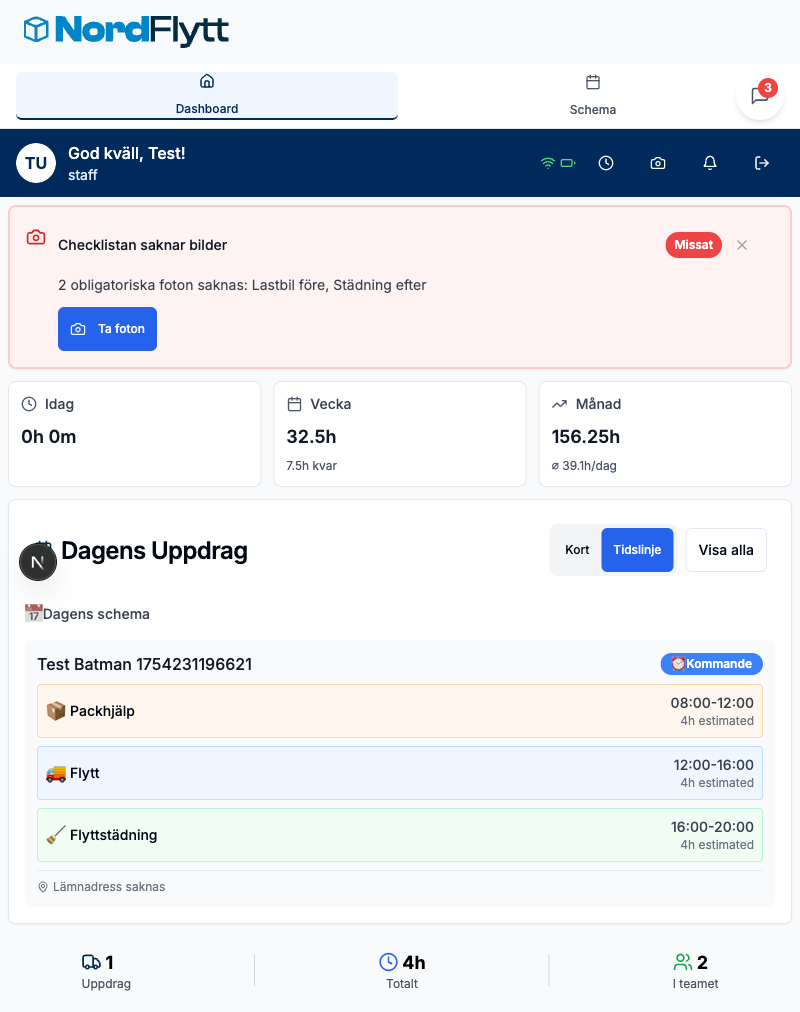 NordFlytt
Dashboard
Schema
3
TU
God kväll, Test!
staff
Checklistan saknar bilder
Missat
2 obligatoriska foton saknas: Lastbil före, Städning efter
Ta foton
Idag
0h 0m
Vecka
32.5h
7.5h kvar
Månad
156.25h
⌀ 39.1h/dag
N
Dagens Uppdrag
Kort
Tidslinje
Visa alla
📅Dagens schema
Test Batman 1754231196621
⏰Kommande
📦 Packhjälp
08:00-12:00
4h estimated
🚚 Flytt
12:00-16:00
4h estimated
🧹 Flyttstädning
16:00-20:00
4h estimated
Lämnadress saknas
1
Uppdrag
4h
Totalt
2
I teamet